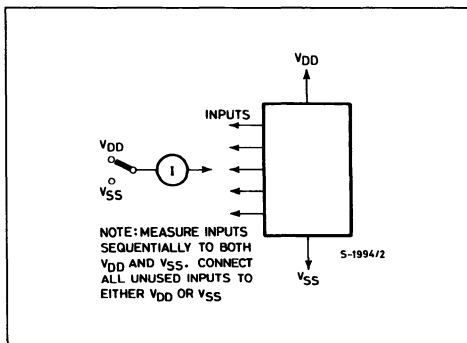 VDD
INPUTS
VDD
I
VSS
NOTE: MEASURE INPUTS
SEQUENTIALLY TO BOTH
VDD AND VSS. CONNECT
ALL UNUSED INPUTS TO
EITHER VDD OR VSS
S-1994/2
VSS